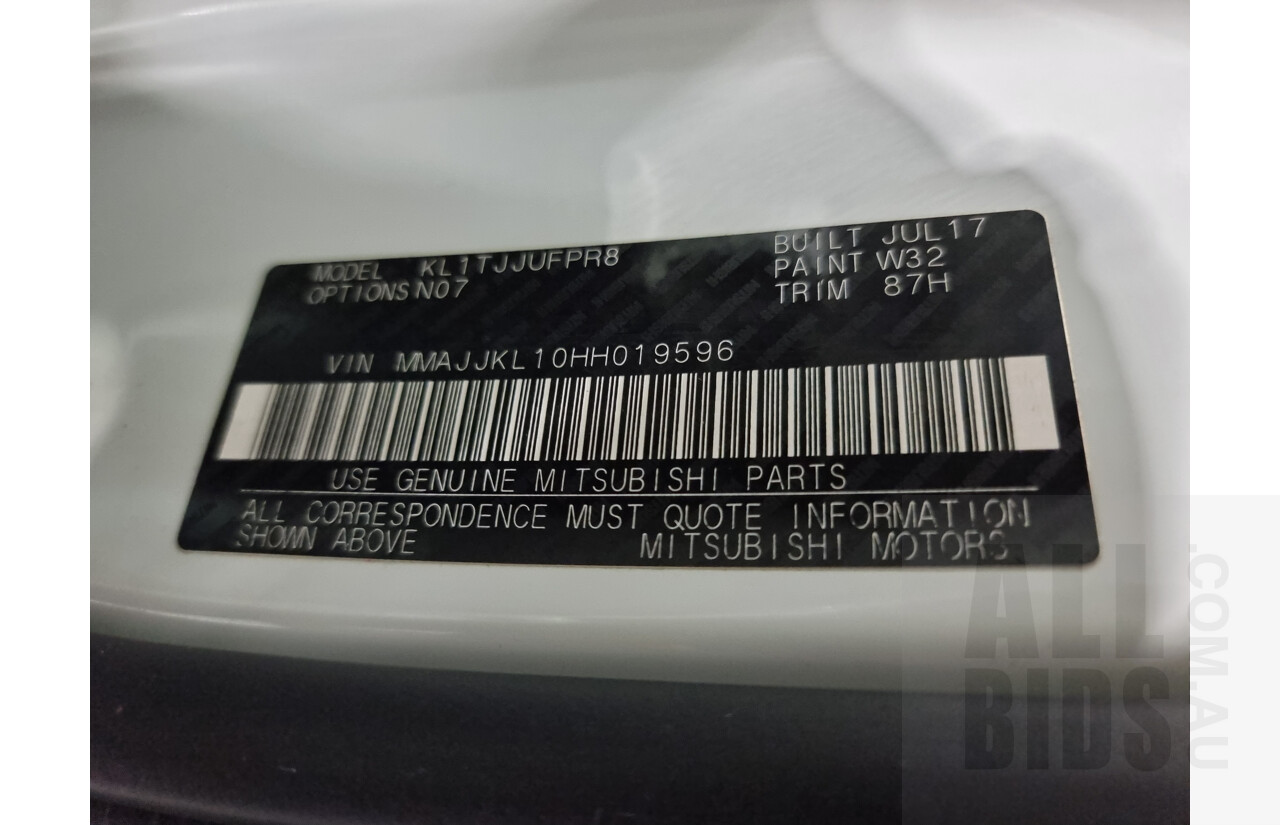 MODEL KL1TJJUFPR8 BUILT JUL17
OPTIONS N07 PAINT W32
TRIM 87H
VIN MMAJJKL10HH019596
USE GENUINE MITSUBISHI PARTS
ALL CORRESPONDENCE MUST QUOTE INFORMATION
SHOWN ABOVE MITSUBISHI MOTORS
ALL
BIDS
.COM.AU